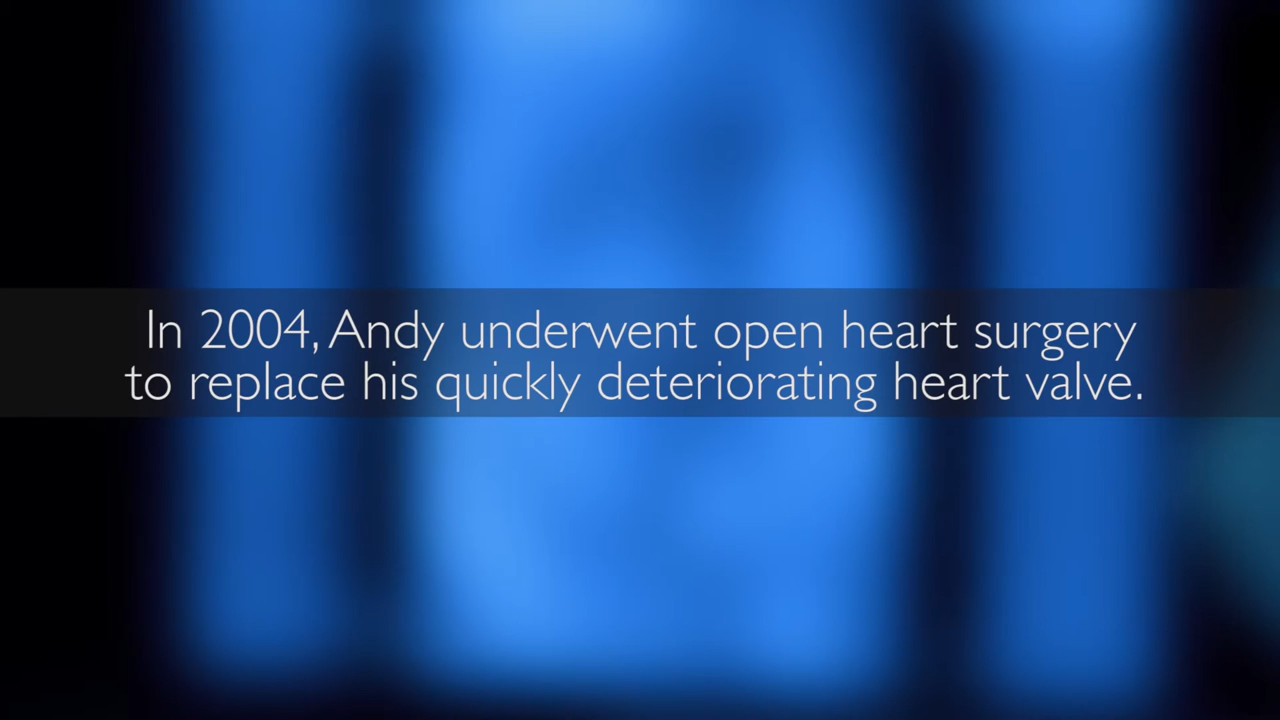 In 2004, Andy underwent open heart surgery
to replace his quickly deteriorating heart valve.